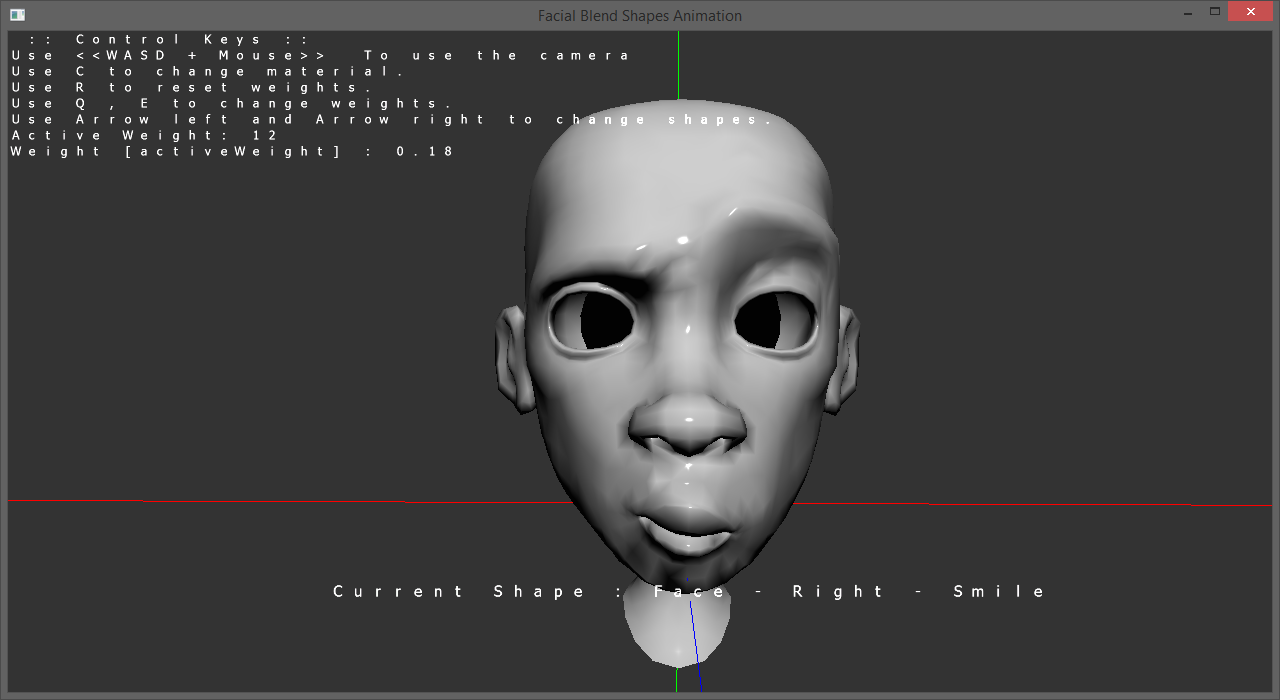 Facial Blend Shapes Animation
:: Control Keys ::
Use <<WASD + Mouse>> To use the camera
Use C to change material.
Use R to reset weights.
Use Q , E to change weights.
Use Arrow left and Arrow right to change shapes.
Active Weight: 12
Weight [activeWeight] : 0.18
Current Shape : Face - Right - Smile